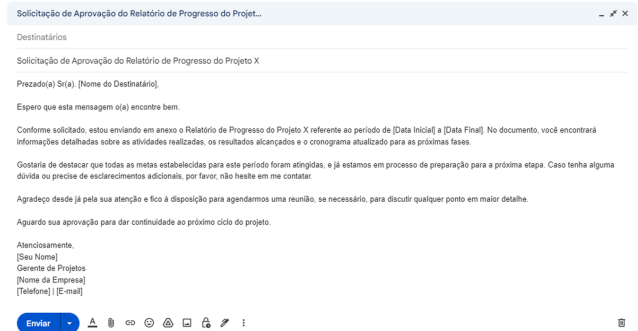 Solicitação de Aprovação do Relatório de Progresso do Projet...
Destinatários
Solicitação de Aprovação do Relatório de Progresso do Projeto X
Prezado(a) Sr(a). [Nome do Destinatário],
Espero que esta mensagem o(a) encontre bem.
Conforme solicitado, estou enviando em anexo o Relatório de Progresso do Projeto X referente ao período de [Data Inicial] a [Data Final]. No documento, você encontrará
informações detalhadas sobre as atividades realizadas, os resultados alcançados e o cronograma atualizado para as próximas fases.
Gostaria de destacar que todas as metas estabelecidas para este período foram atingidas, e já estamos em processo de preparação para a próxima etapa. Caso tenha alguma
dúvida ou precise de esclarecimentos adicionais, por favor, não hesite em me contatar.
Agradeço desde já pela sua atenção e fico à disposição para agendarmos uma reunião, se necessário, para discutir qualquer ponto em maior detalhe.
Aguardo sua aprovação para dar continuidade ao próximo ciclo do projeto.
Atenciosamente,
[Seu Nome]
Gerente de Projetos
[Nome da Empresa]
[Telefone] | [E-mail]
Enviar